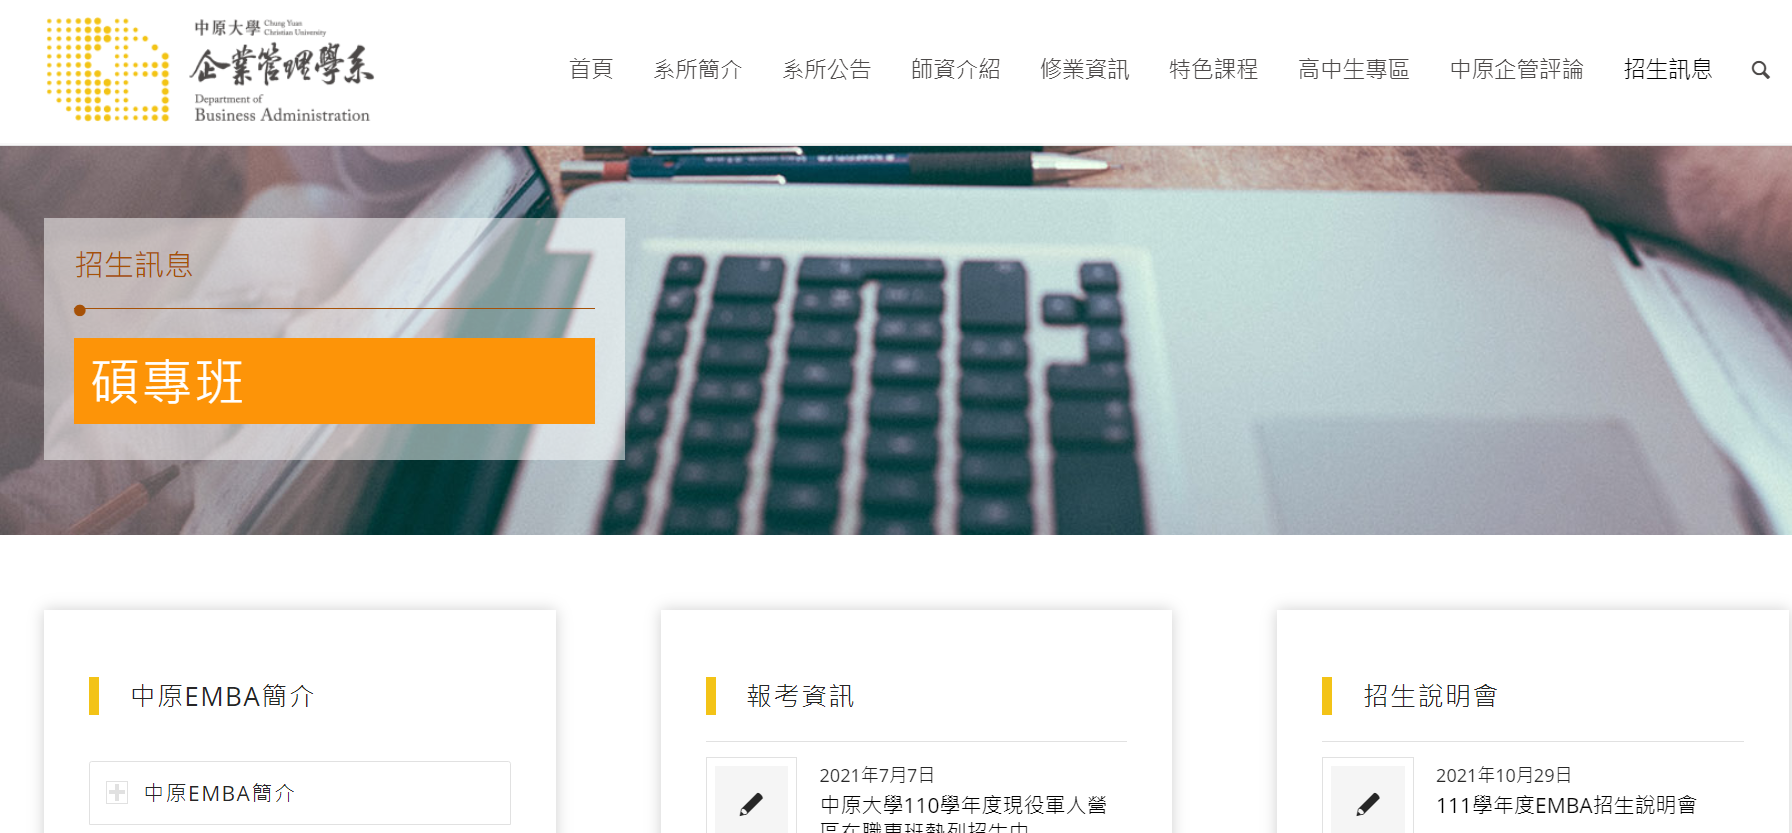 中原大學 Chung Yuan Christian University
企業管理學系
Department of
Business Administration
首頁 系所簡介 系所公告 師資介紹 修業資訊 特色課程 高中生專區 中原企管評論 招生訊息
招生訊息
碩專班
中原EMBA簡介
中原EMBA簡介
報考資訊
2021年7月7日
中原大學110學年度現役軍人營
區在職專班熱烈招生中
招生說明會
2021年10月29日
111學年度EMBA招生說明會